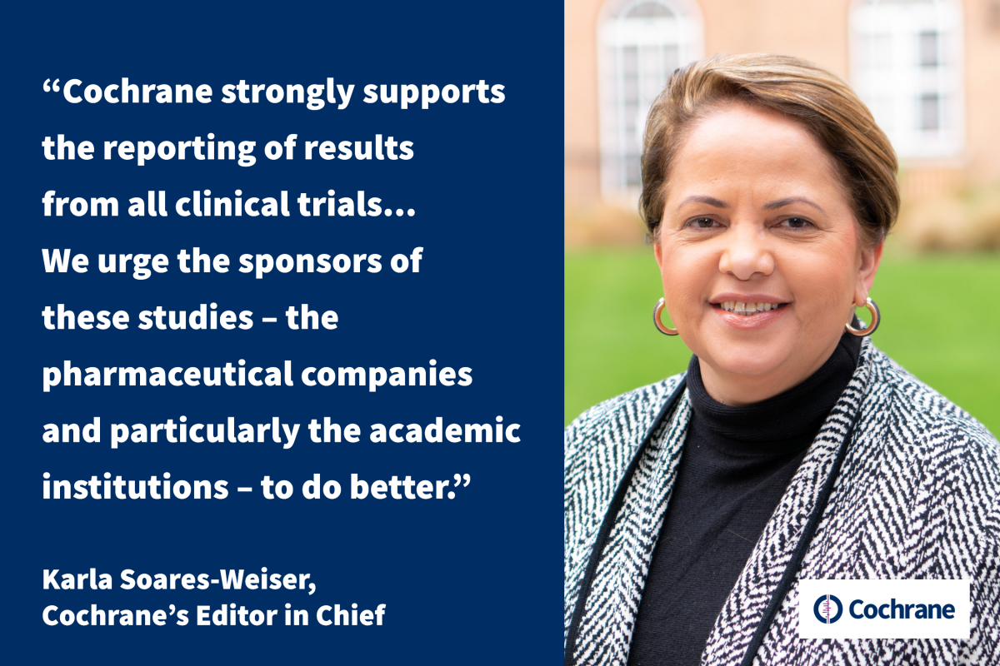 “Cochrane strongly supports
the reporting of results
from all clinical trials...
We urge the sponsors of
these studies – the
pharmaceutical companies
and particularly the academic
institutions – to do better.”
Karla Soares-Weiser,
Cochrane’s Editor in Chief
Cochrane